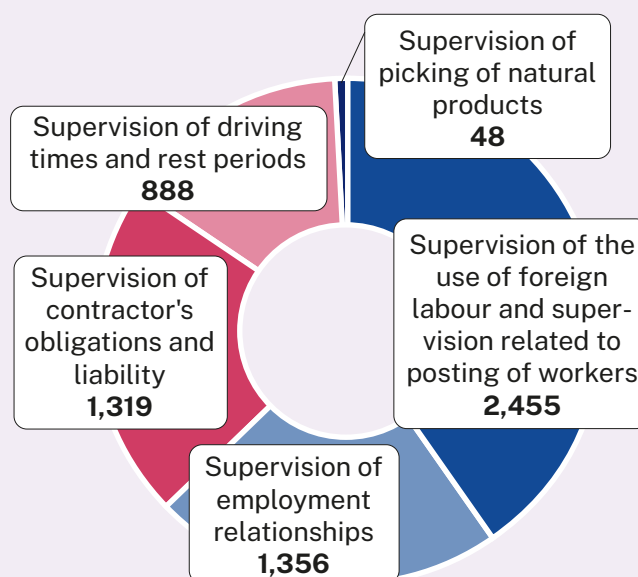 Supervision of
picking of natural
products
48
Supervision of driving
times and rest periods
888
Supervision of the
use of foreign
labour and super-
vision related to
posting of workers
2,455
Supervision of
contractor's
obligations and
liability
1,319
Supervision of
employment
relationships
1,356